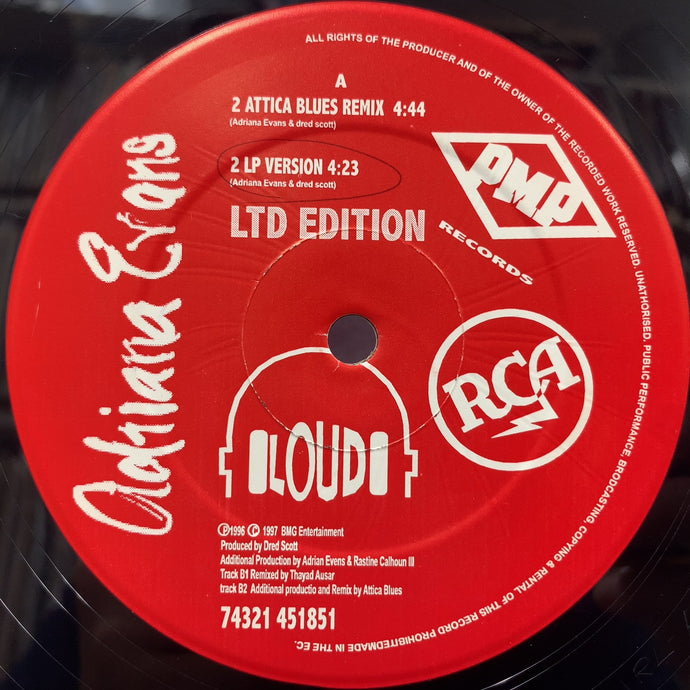 ALL RIGHTS OF THE PRODUCER AND OF THE OWNER OF THE RECORDED WORK RESERVED. UNATHORISED. PUBLIC PERFORMANCE, BRODCASTING, COPYING & RENTAL OF THIS RECORD PROHIBITEDMADE IN THE EC.
A
2 ATTICA BLUES REMIX 4:44
(Adriana Evans & dred scott)
2 LP VERSION 4:23
(Adriana Evans & dred scott)
LTD EDITION
PMP
RECORDS
Adriana Evans
RCA
LOUD
℗1996 ℗ 1997 BMG Entertainment
Produced by Dred Scott
Additional Production by Adrian Evans & Rastine Calhoun III
Track B1 Remixed by Thayad Ausar
track B2 Additional productio and Remix by Attica Blues
74321 451851